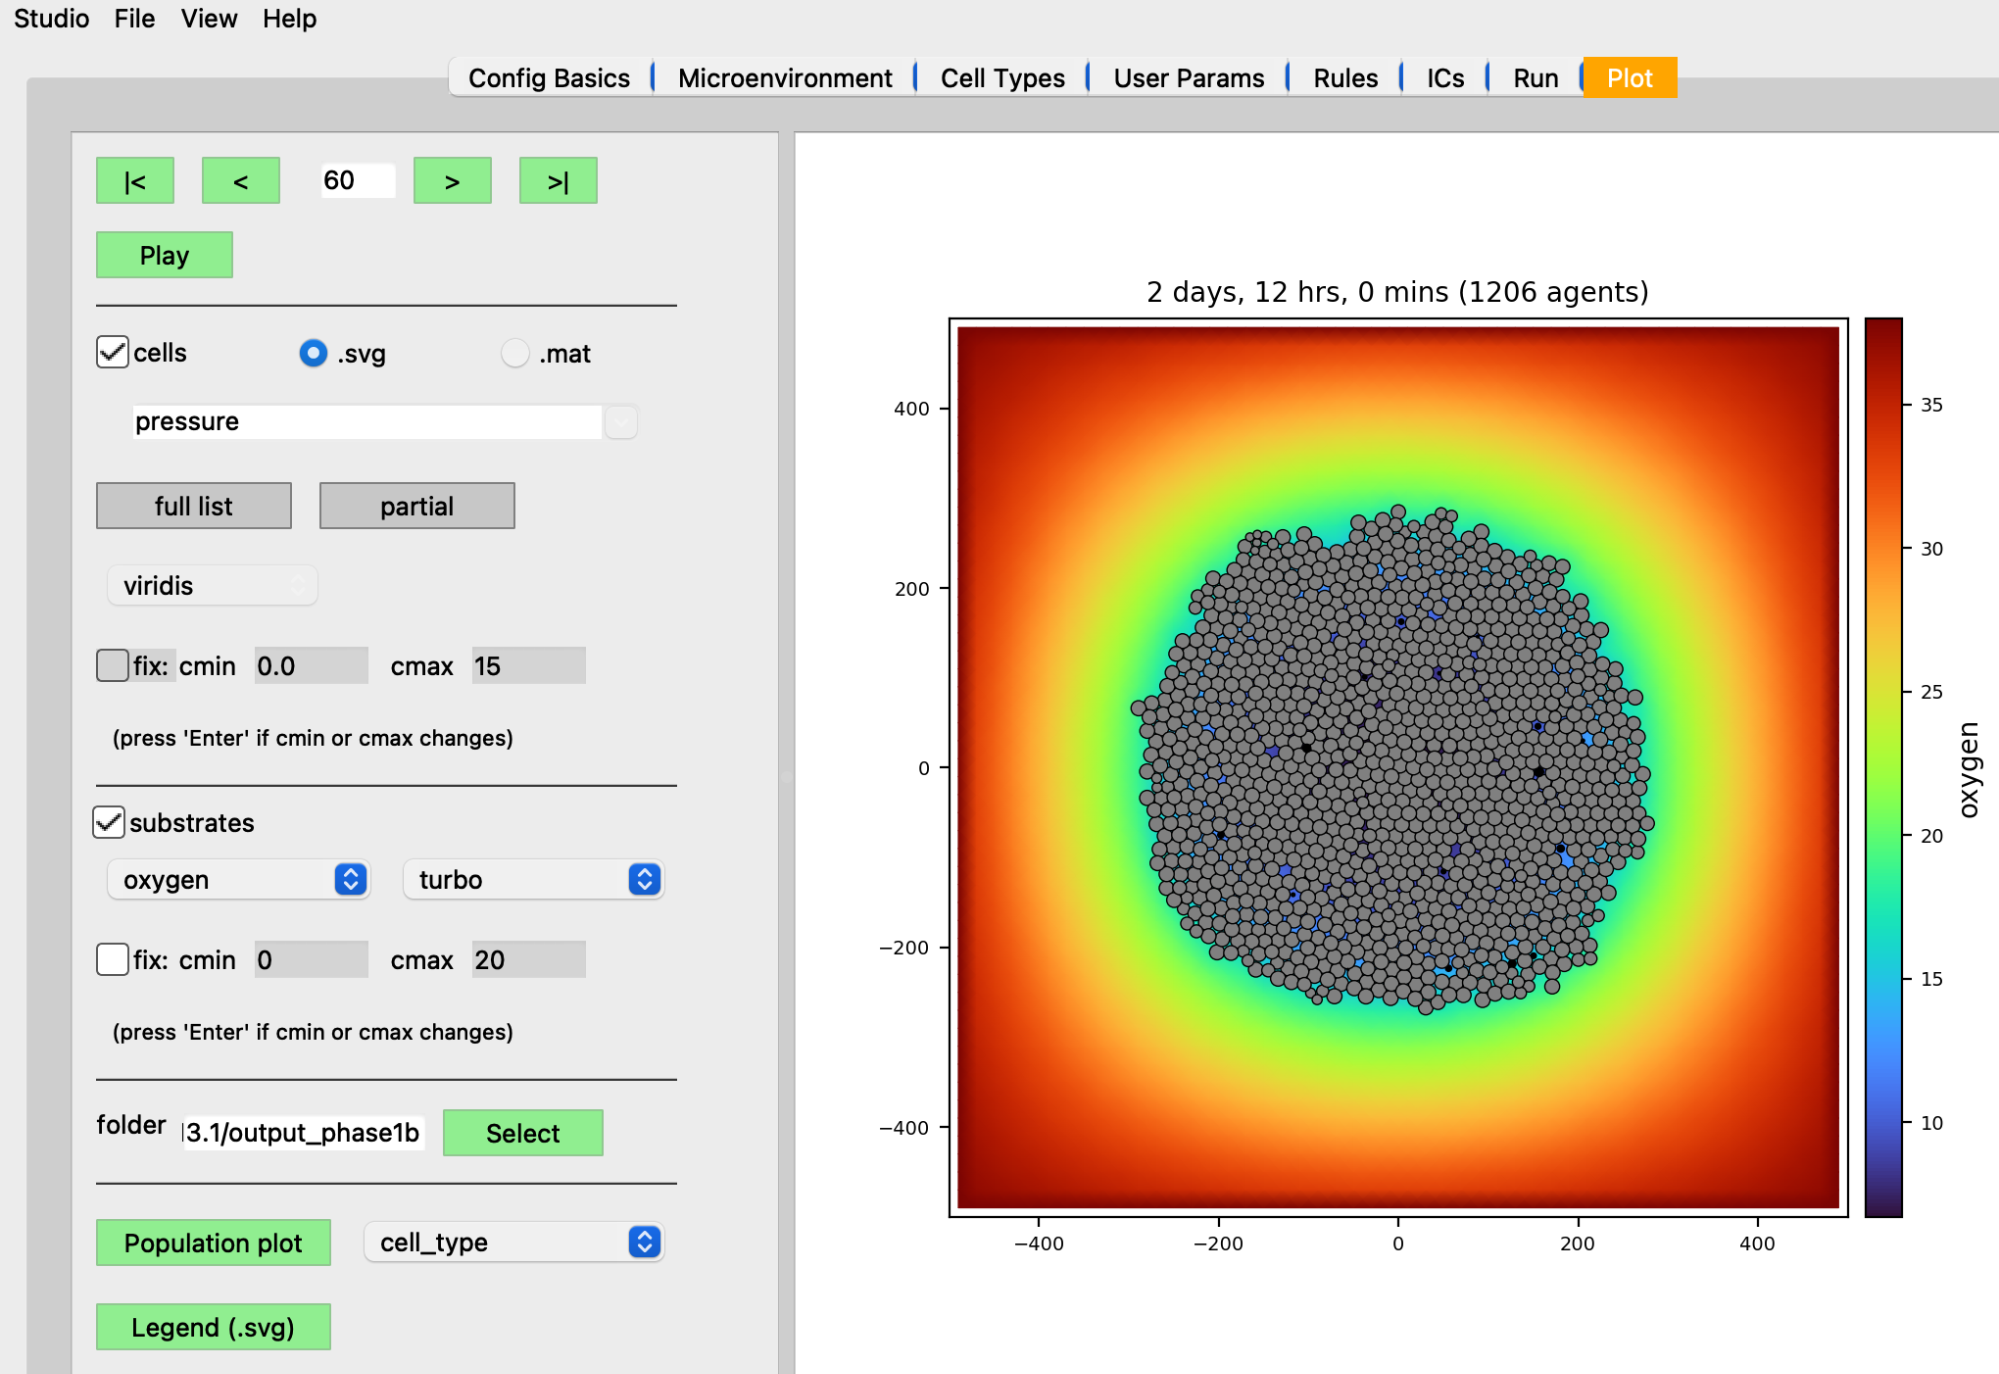 Studio File View Help
Config Basics Microenvironment Cell Types User Params Rules ICs Run Plot
|< < 60 > >|
Play
cells .svg .mat
pressure
full list partial
viridis
fix: cmin 0.0 cmax 15
(press 'Enter' if cmin or cmax changes)
substrates
oxygen turbo
fix: cmin 0 cmax 20
(press 'Enter' if cmin or cmax changes)
folder 3.1/output_phase1b Select
Population plot cell_type
Legend (.svg)
2 days, 12 hrs, 0 mins (1206 agents)
400
200
0
−200
−400
−400 −200 0 200 400
35
30
25
20
15
10
oxygen